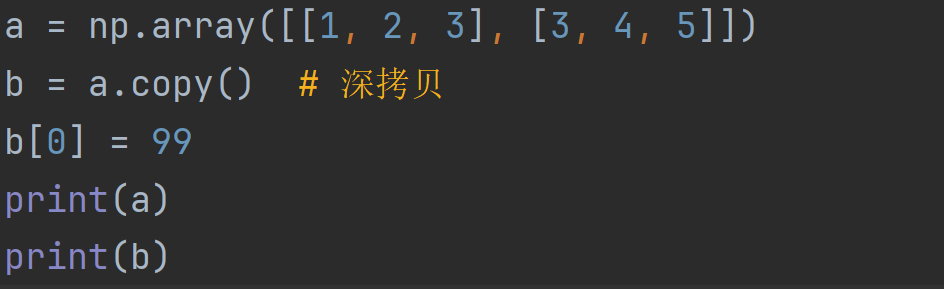 a = np.array([[1, 2, 3], [3, 4, 5]])
b = a.copy()  # 深拷贝
b[0] = 99
print(a)
print(b)